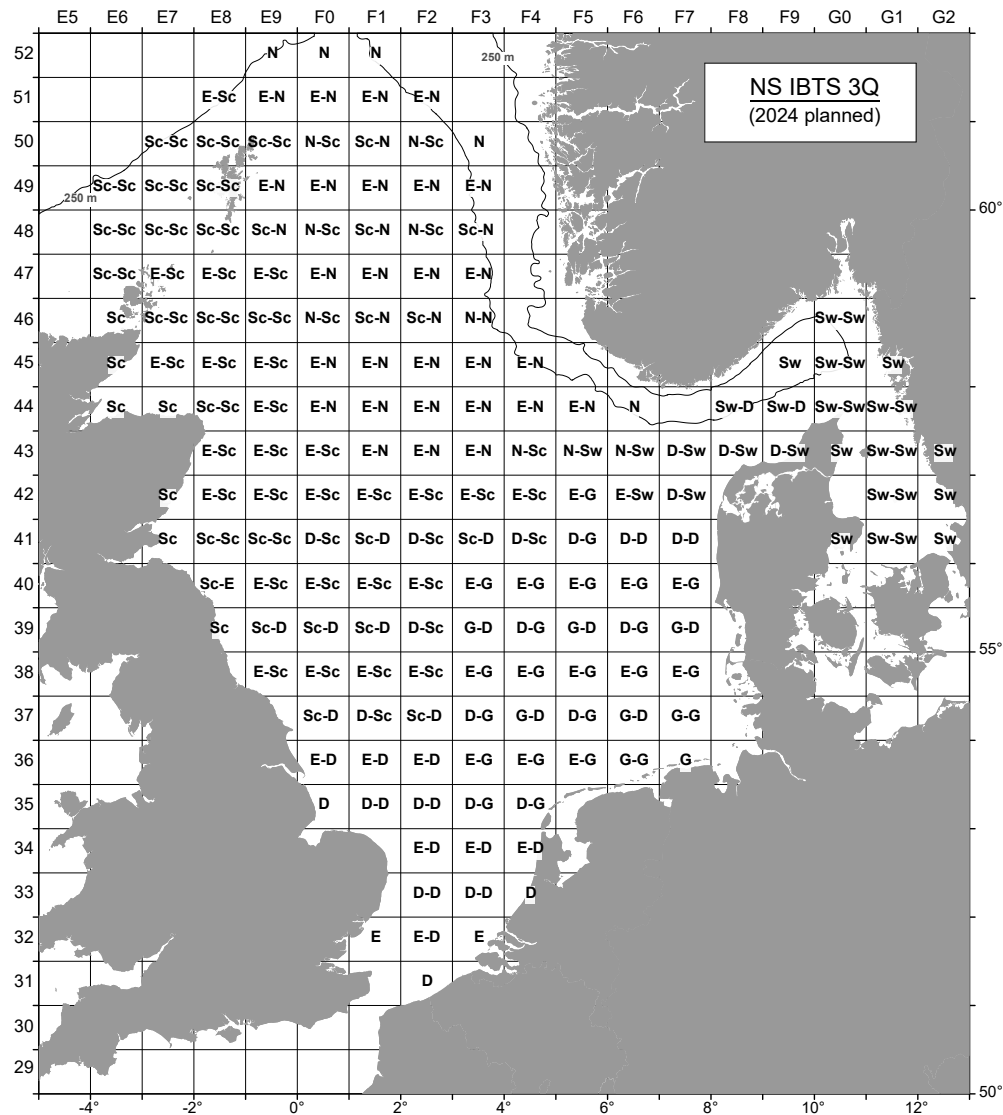 E5 E6 E7 E8 E9 F0 F1 F2 F3 F4 F5 F6 F7 F8 F9 G0 G1 G2
52 N N N 250 m
NS IBTS 3Q
(2024 planned)
51 E-Sc E-N E-N E-N E-N
50 Sc-Sc Sc-Sc Sc-Sc N-Sc Sc-N N-Sc N
49 Sc-Sc Sc-Sc Sc-Sc E-N E-N E-N E-N E-N
250 m
60°
48 Sc-Sc Sc-Sc Sc-Sc Sc-N N-Sc Sc-N N-Sc Sc-N
47 Sc-Sc E-Sc E-Sc E-Sc E-N E-N E-N E-N
46 Sc Sc-Sc Sc-Sc Sc-Sc N-Sc Sc-N Sc-N N-N Sw-Sw
45 Sc E-Sc E-Sc E-Sc E-N E-N E-N E-N E-N Sw Sw-Sw Sw
44 Sc Sc Sc-Sc E-Sc E-N E-N E-N E-N E-N E-N N Sw-D Sw-D Sw-Sw Sw-Sw
43 E-Sc E-Sc E-Sc E-N E-N E-N N-Sc N-Sw N-Sw D-Sw D-Sw D-Sw Sw Sw-Sw Sw
42 Sc E-Sc E-Sc E-Sc E-Sc E-Sc E-Sc E-Sc E-G E-Sw D-Sw Sw-Sw Sw
41 Sc Sc-Sc Sc-Sc D-Sc Sc-D D-Sc Sc-D D-Sc D-G D-D D-D Sw Sw-Sw Sw
40 Sc-E E-Sc E-Sc E-Sc E-Sc E-G E-G E-G E-G E-G
39 Sc Sc-D Sc-D Sc-D D-Sc G-D D-G G-D D-G G-D
55°
38 E-Sc E-Sc E-Sc E-Sc E-G E-G E-G E-G E-G
37 Sc-D D-Sc Sc-D D-G G-D D-G G-D G-G
36 E-D E-D E-D E-G E-G E-G G-G G
35 D D-D D-D D-G D-G
34 E-D E-D E-D
33 D-D D-D D
32 E E-D E
31 D
30
29
50°
-4° -2° 0° 2° 4° 6° 8° 10° 12°